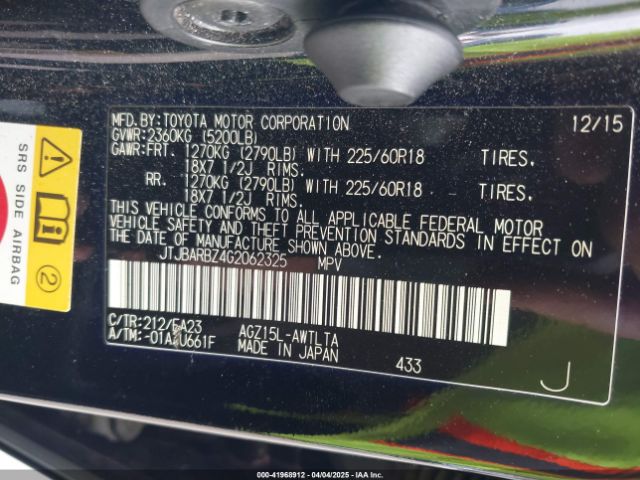 MFD.BY:TOYOTA MOTOR CORPORATION 12/15
GVWR:2360KG (5200LB)
GAWR:FRT. 1270KG (2790LB) WITH 225/60R18 TIRES.
18X7 1/2J RIMS.
RR. 1270KG (2790LB) WITH 225/60R18 TIRES.
18X7 1/2J RIMS.
THIS VEHICLE CONFORMS TO ALL APPLICABLE FEDERAL MOTOR
VEHICLE SAFETY AND THEFT PREVENTION STANDARDS IN EFFECT ON
THE DATE OF MANUFACTURE SHOWN ABOVE.
JTJBARBZ4G2062325 MPV
C/TR:212/EA23 AGZ15L-AWTLTA
A/TM:-01A/U661F MADE IN JAPAN 433
J
SRS SIDE AIRBAG
2
000-41968912 - 04/04/2025 - IAAI.COM